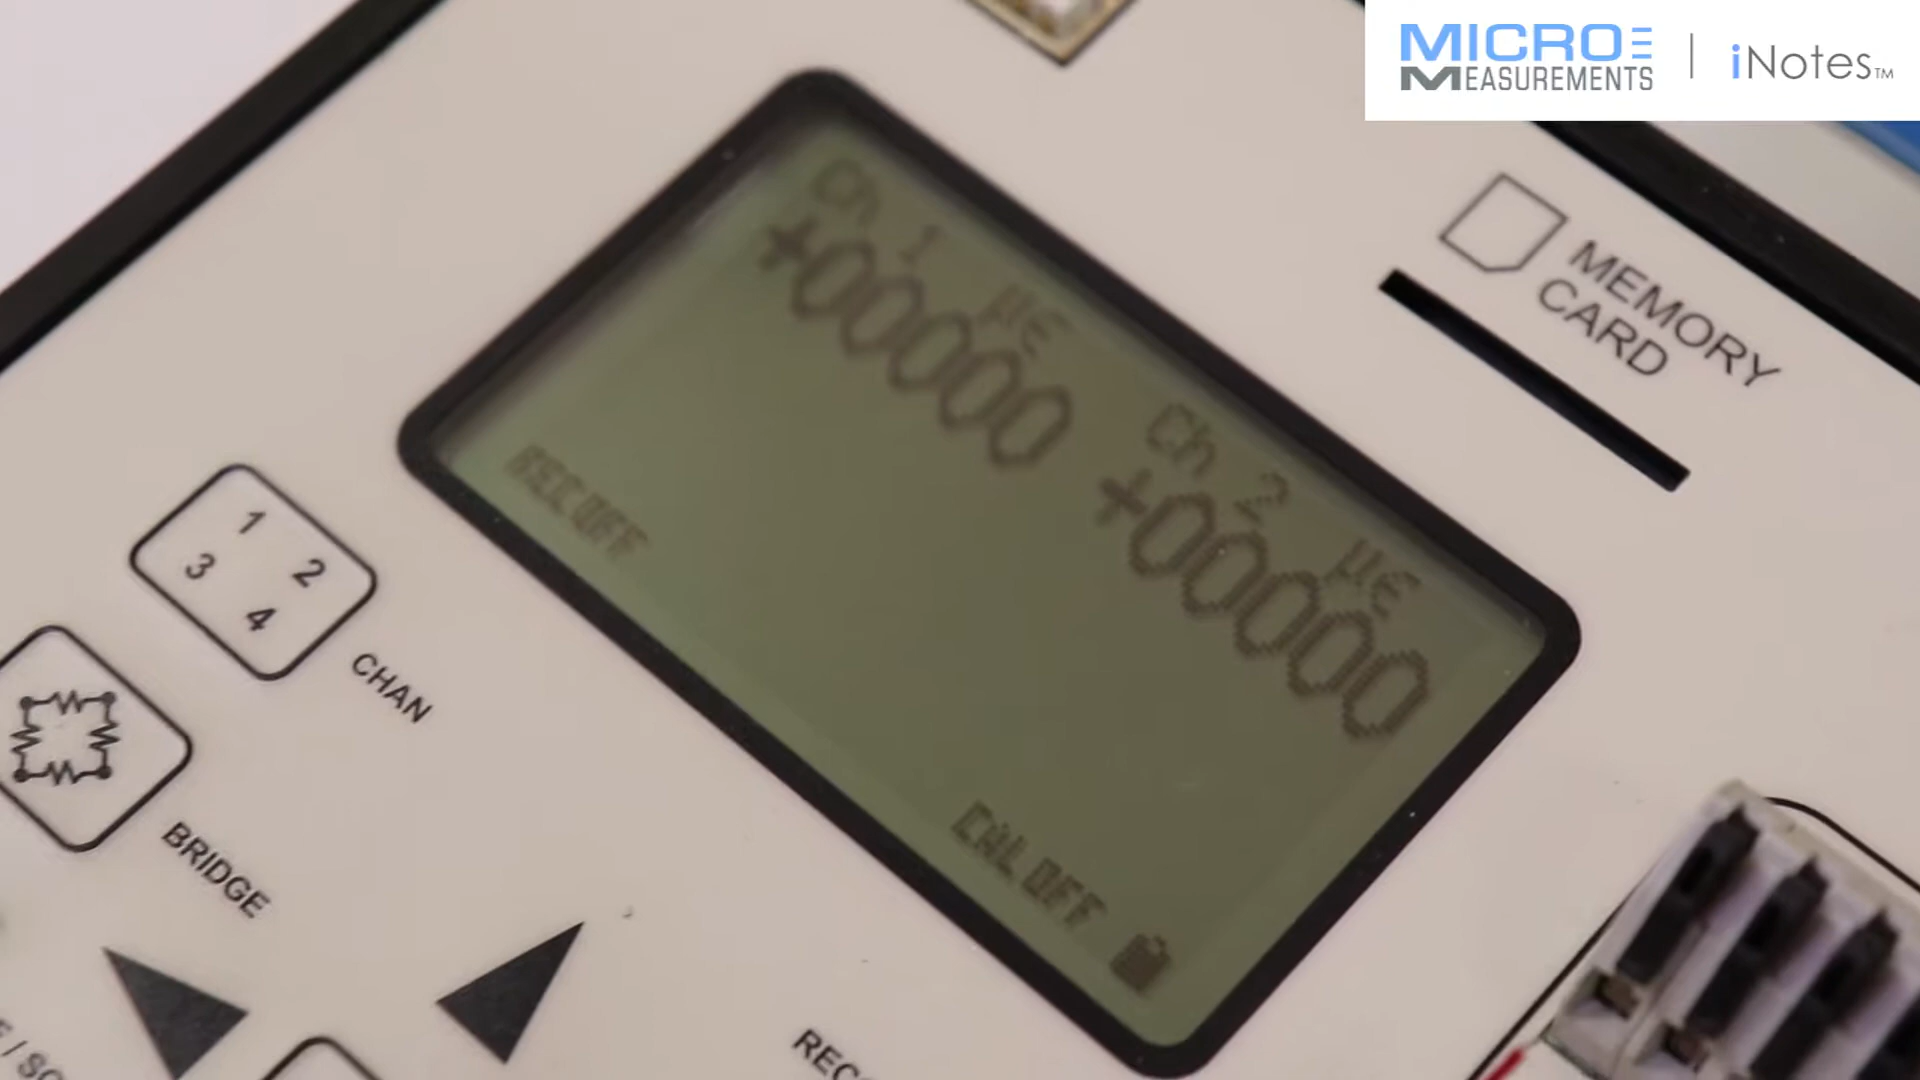 MICRO
MEASUREMENTS
iNotes™
Ch 1
µε
+00000
Ch 2
µε
+00000
REC OFF
CAL OFF
MEMORY
CARD
1 2
3 4
CHAN
BRIDGE